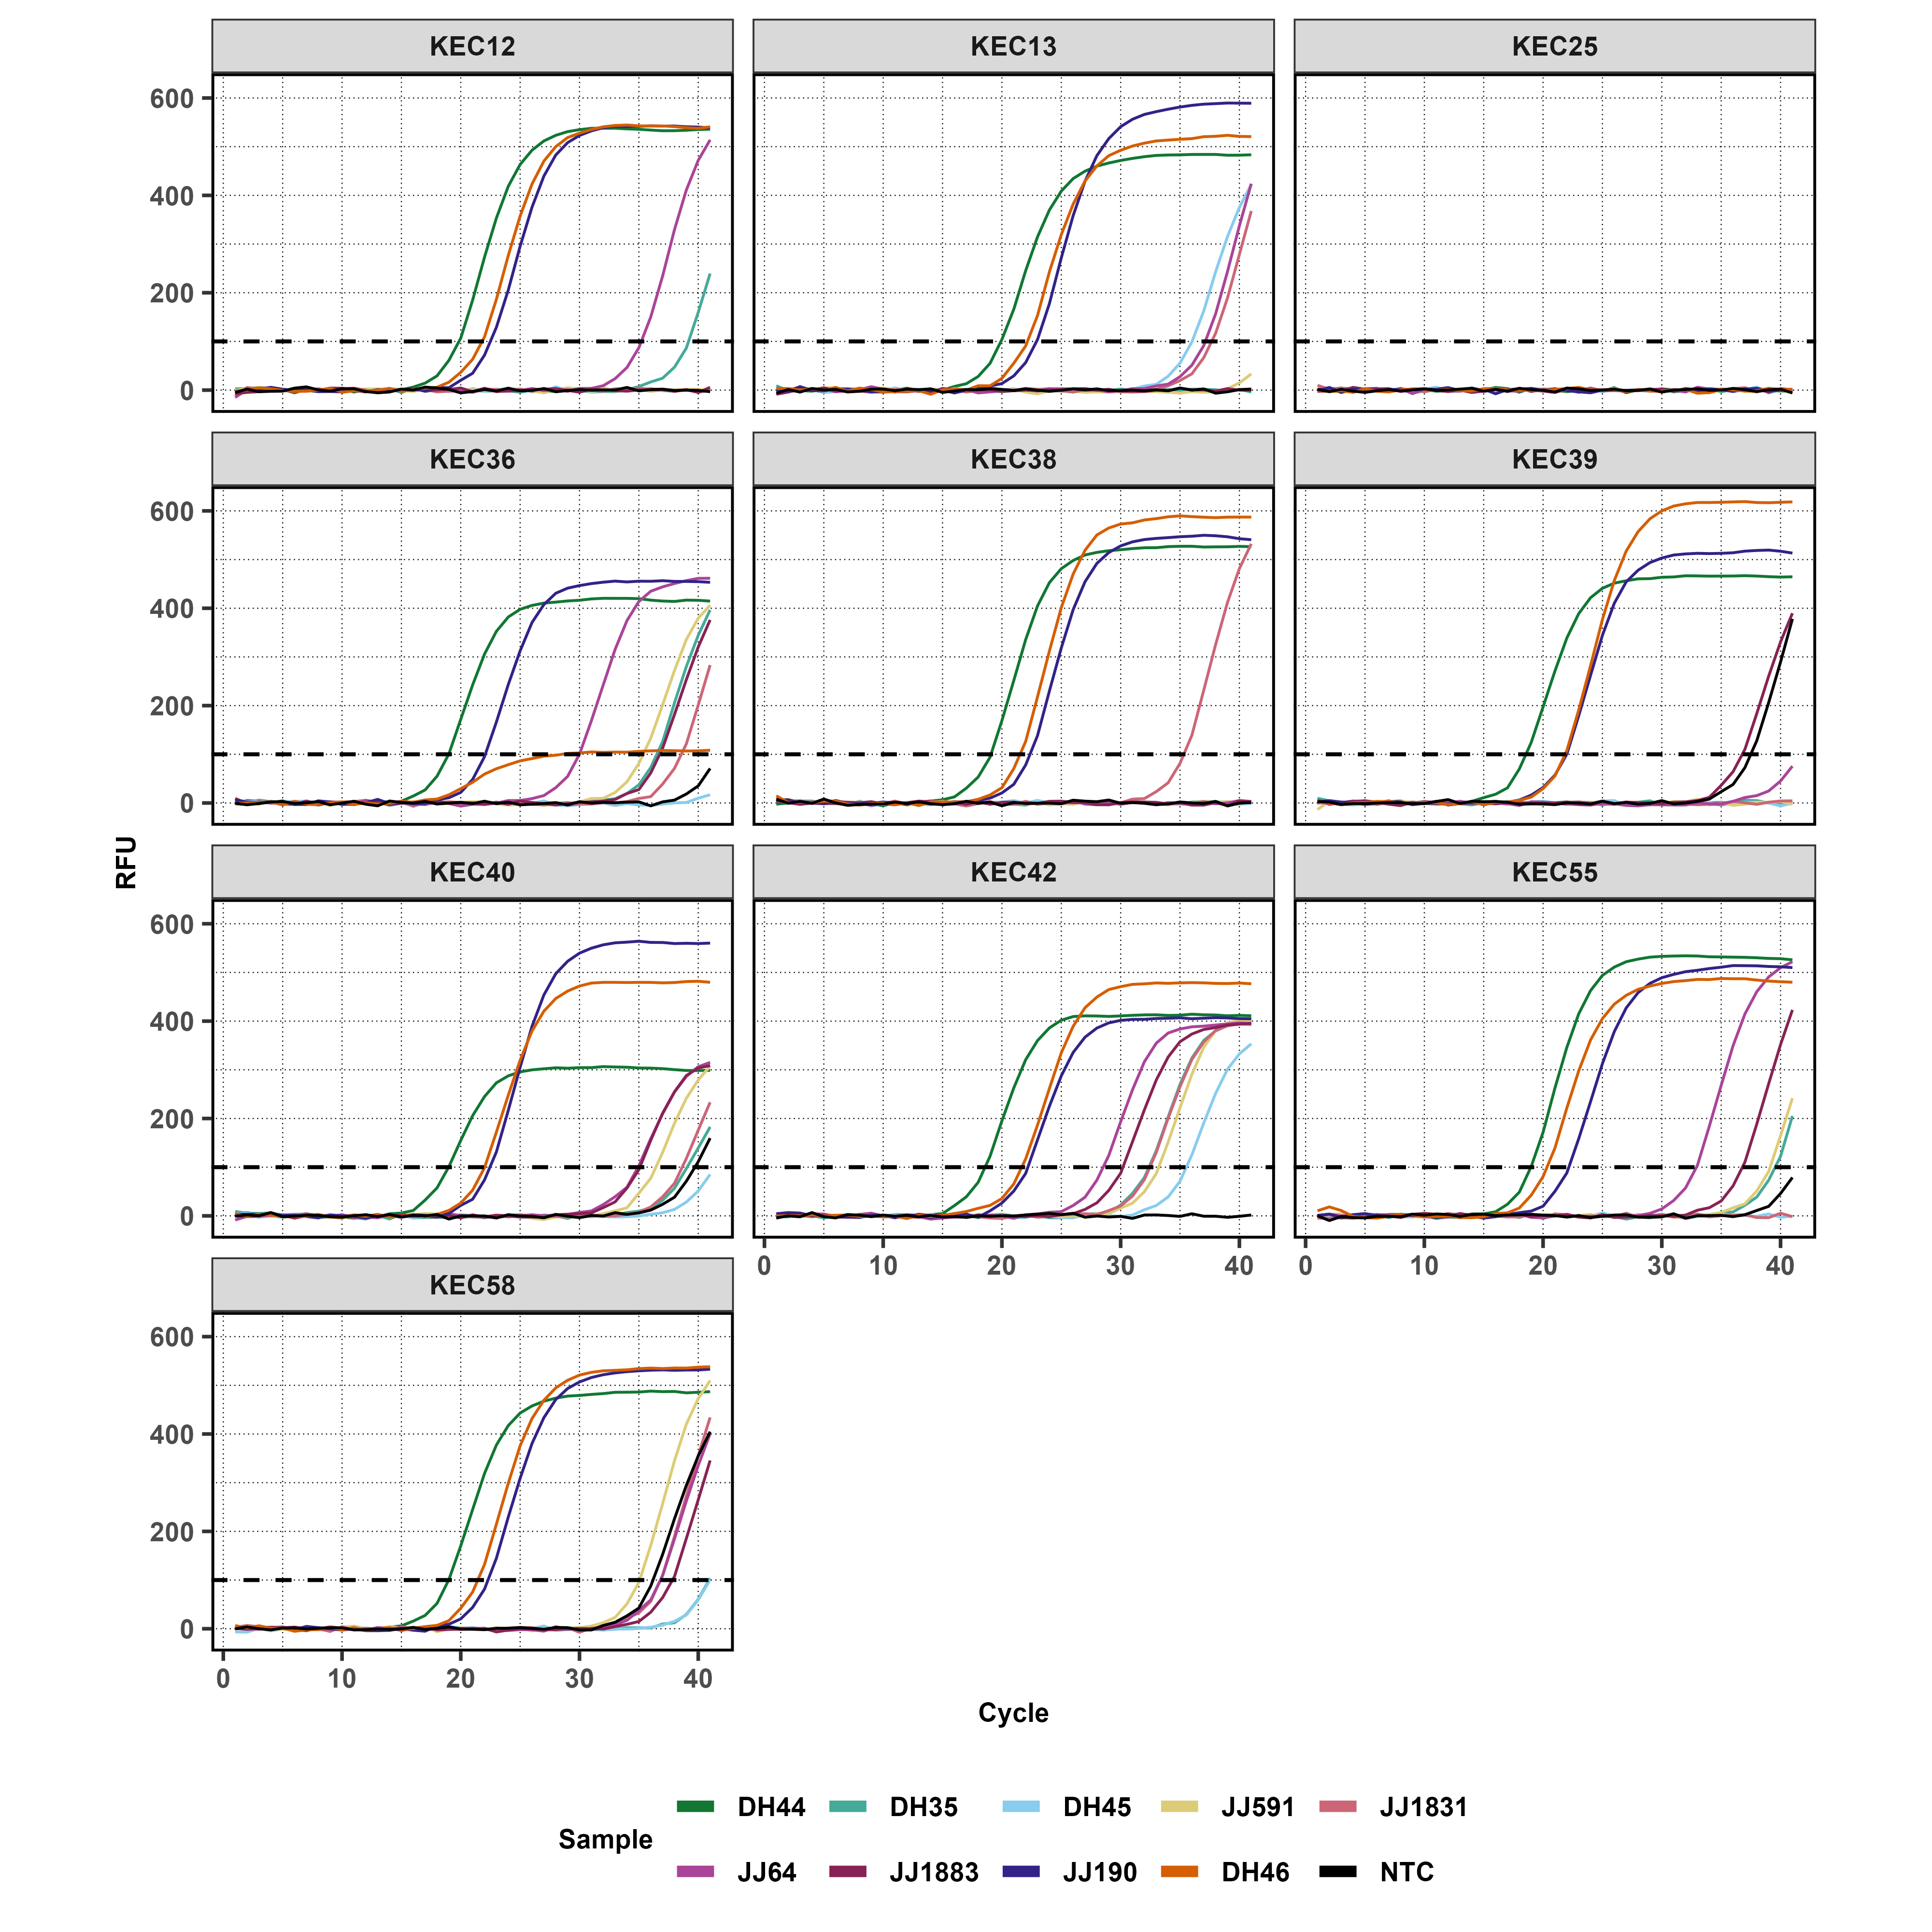 KEC12 KEC13 KEC25
600
400
200
0
KEC36 KEC38 KEC39
600
400
200
0
RFU
KEC40 KEC42 KEC55
600
400
200
0
0 10 20 30 40 0 10 20 30 40
KEC58
600
400
200
0
0 10 20 30 40
Cycle
Sample
DH44 DH35 DH45 JJ591 JJ1831
JJ64 JJ1883 JJ190 DH46 NTC